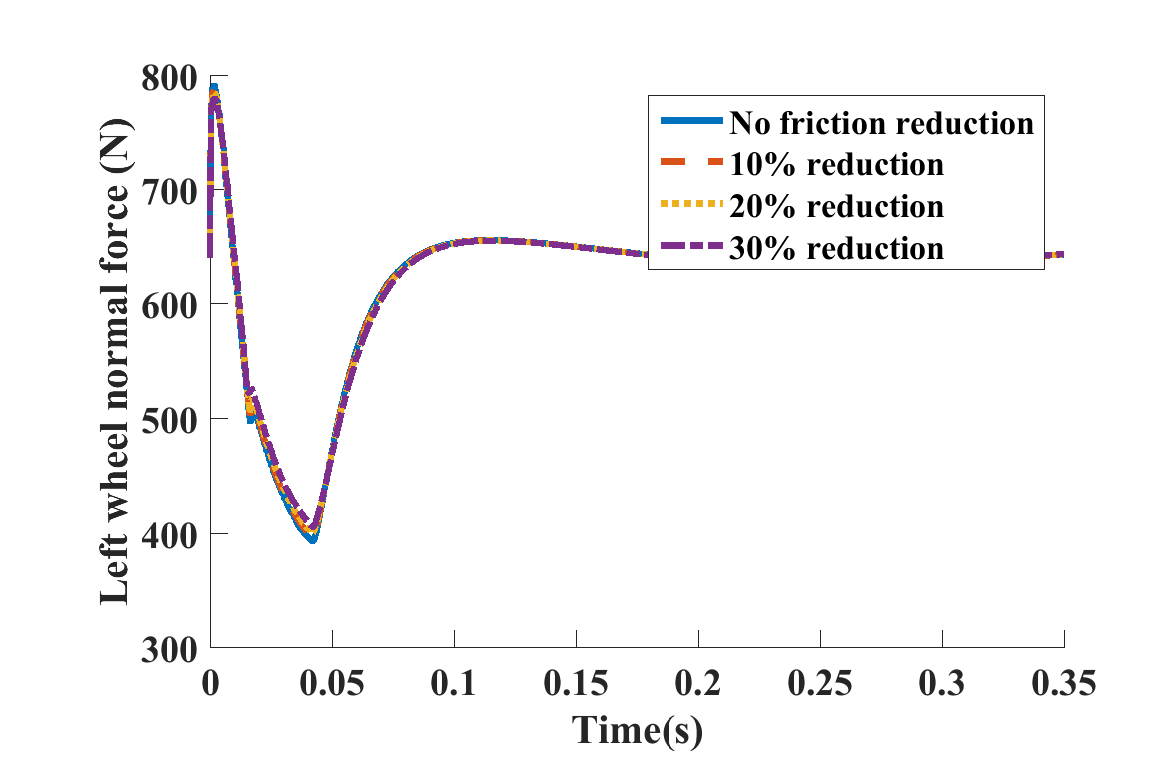 800
700
600
500
400
300
Left wheel normal force (N)
No friction reduction
10% reduction
20% reduction
30% reduction
0
0.05
0.1
0.15
0.2
0.25
0.3
0.35
Time(s)